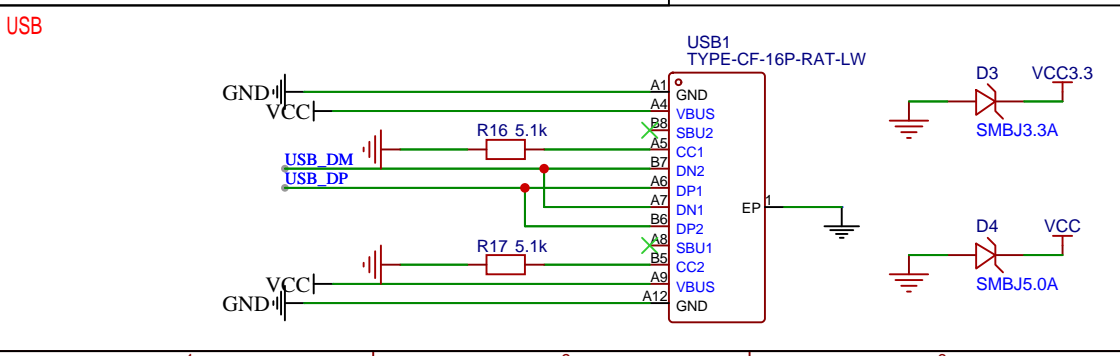 USB
USB1
TYPE-CF-16P-RAT-LW
GND
A1
GND
VCC
A4
VBUS
B8
SBU2
R16 5.1k
A5
CC1
USB_DM
B7
DN2
USB_DP
A6
DP1
A7
DN1
B6
DP2
A8
SBU1
R17 5.1k
B5
CC2
VCC
A9
VBUS
GND
A12
GND
EP
1
D3
VCC3.3
SMBJ3.3A
D4
VCC
SMBJ5.0A